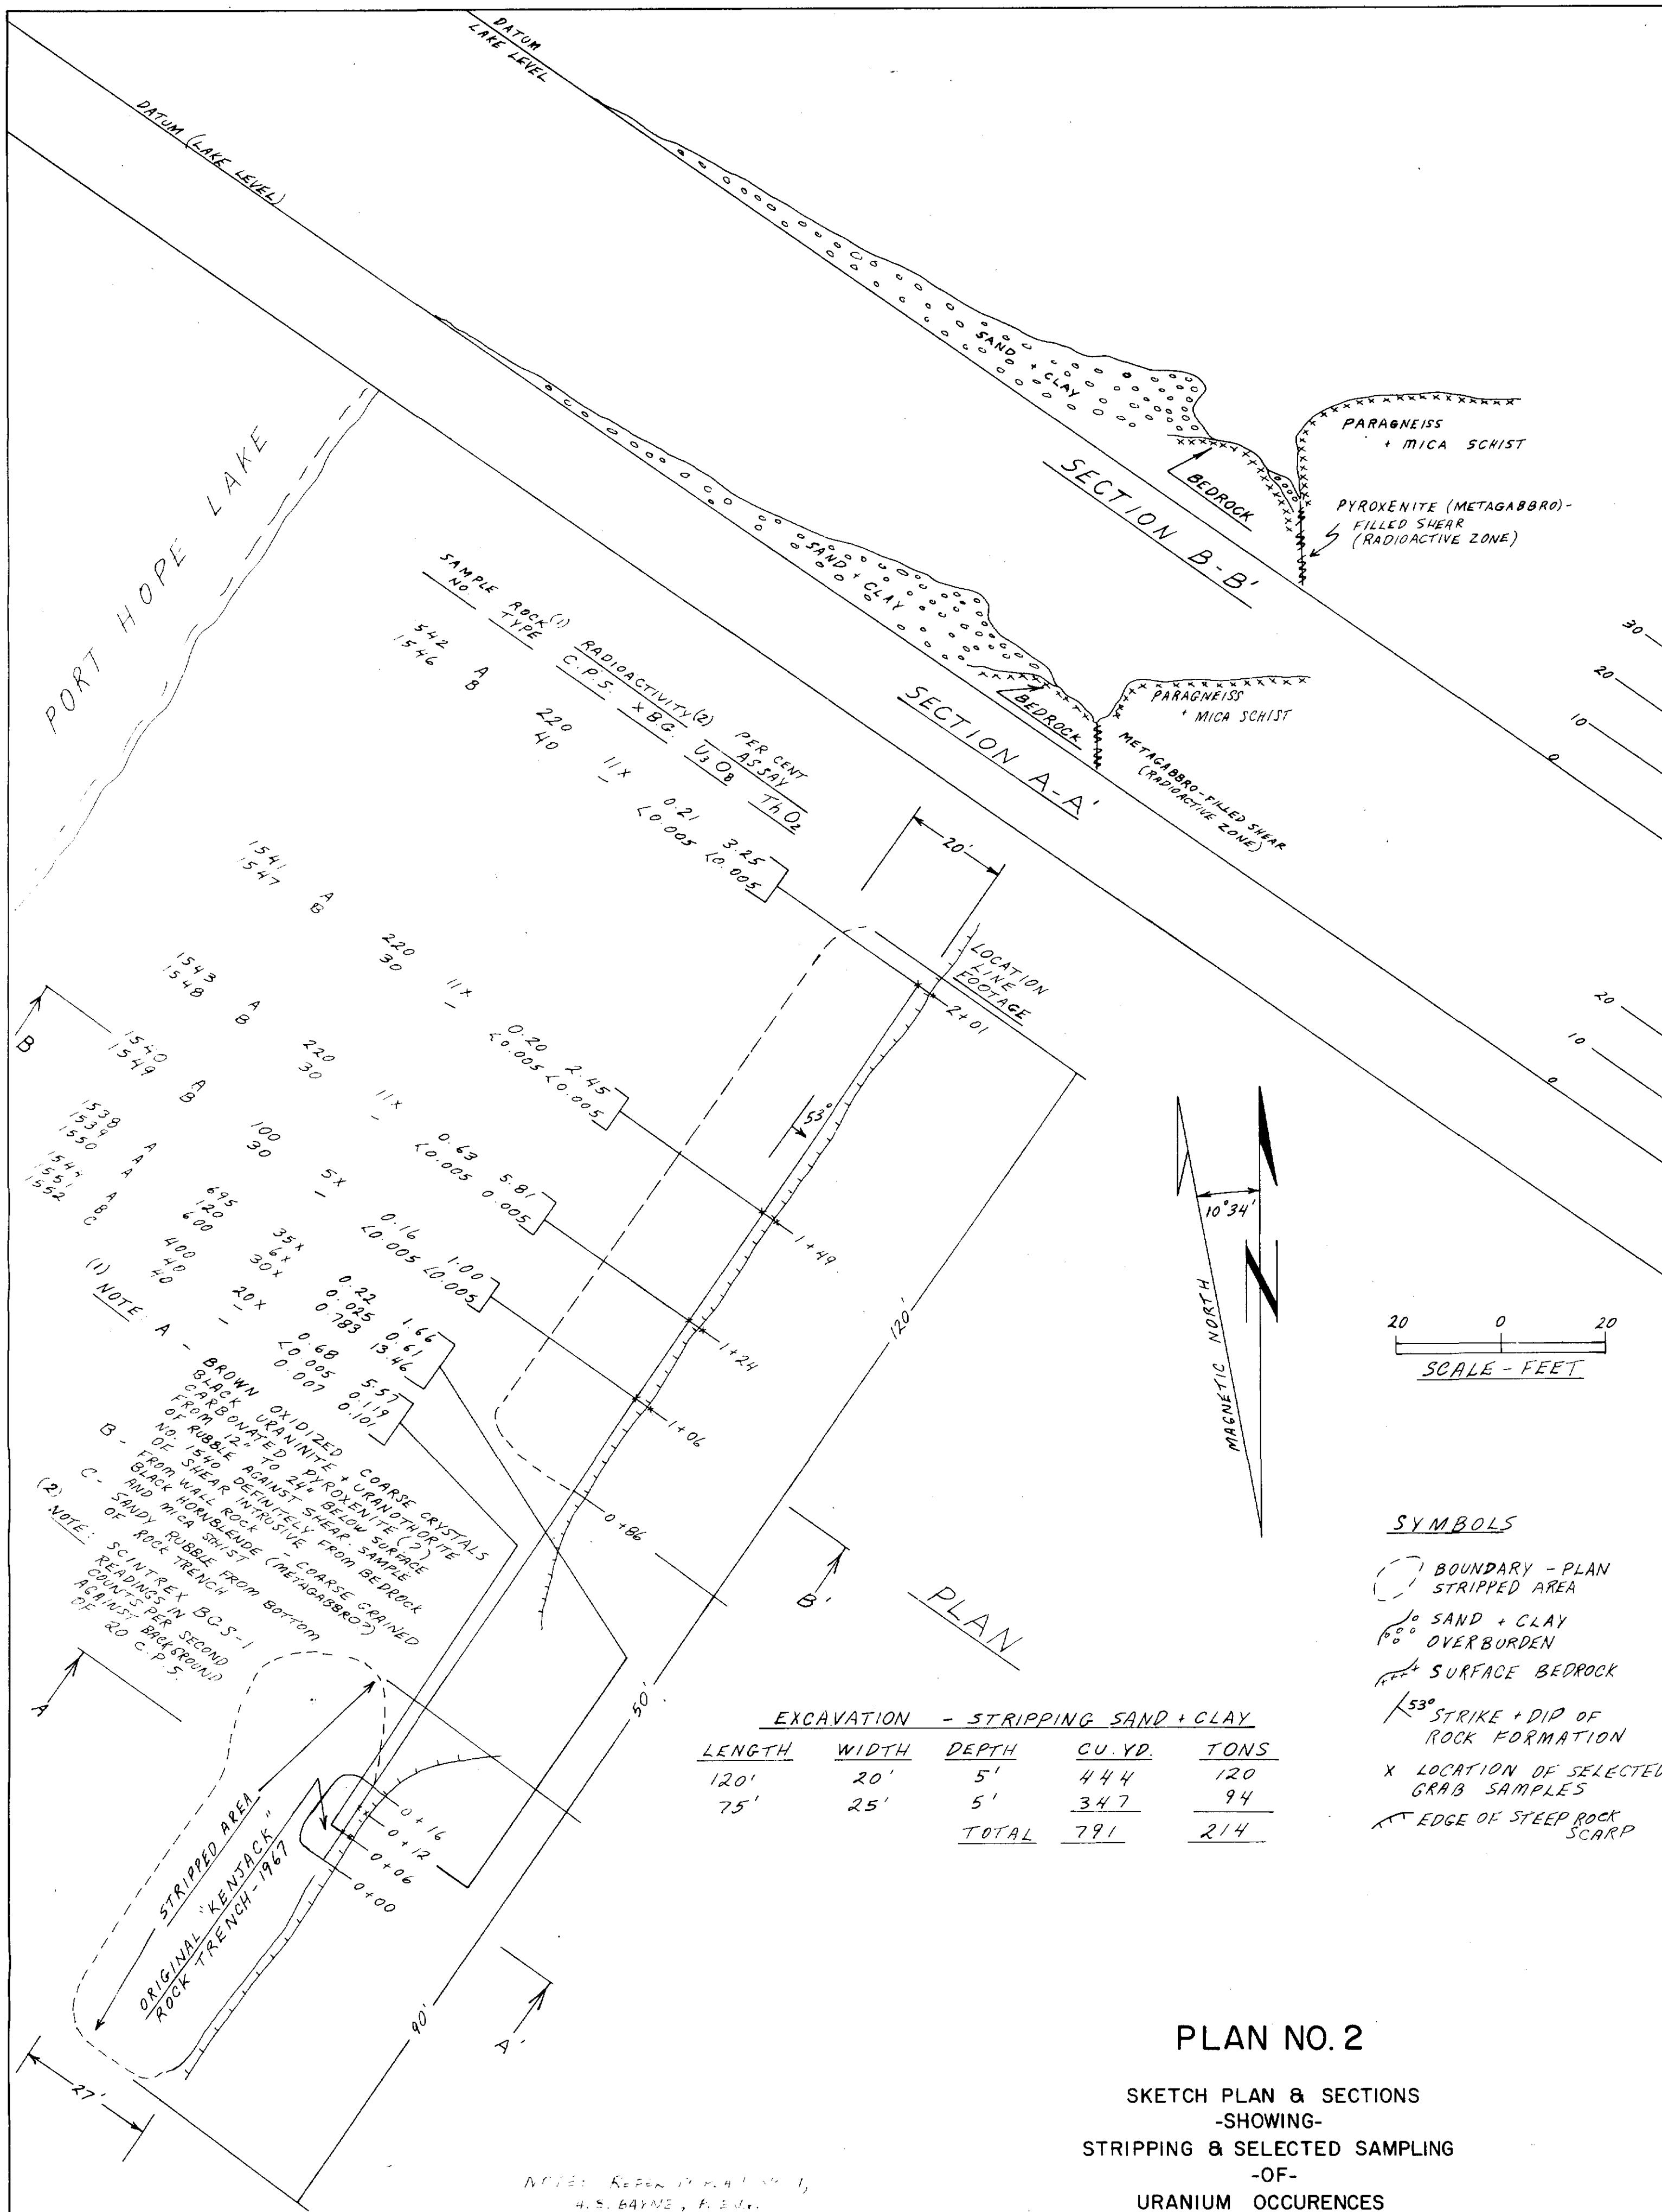 DATUM
LAKE LEVEL
DATUM (LAKE LEVEL)
PORT HOPE LAKE
SAND + CLAY
BEDROCK
PARAGNEISS
+ MICA SCHIST
PYROXENITE (METAGABBRO)-
FILLED SHEAR
(RADIOACTIVE ZONE)
SECTION B-B'
30
20
10
0
SAND + CLAY
BEDROCK
PARAGNEISS
+ MICA SCHIST
METAGABBRO-FILLED SHEAR
(RADIOACTIVE ZONE)
SECTION A-A'
20
10
0
SAMPLE NO.
ROCK (1) TYPE
RADIOACTIVITY (2)
C.P.S. X BG.
PER CENT ASSAY
U3O8 ThO2
542 A 220 11X 0.21 3.25
1546 B 40 - <0.005 <0.005
1541 A 220 11X 0.20 2.45
1547 B 30 - <0.005 <0.005
1543 A 220 11X 0.63 5.81
1548 B 30 - <0.005 0.005
1540 A 100 5X 0.16 1.00
1549 B 30 - <0.005 <0.005
1538 A 695 35X 0.22 1.66
1539 A 120 6X 0.025 0.61
1550 A 600 30X 0.783 13.46
1544 A 400 20X 0.68 5.57
1551 B 40 - <0.005 0.119
1552 C 40 - 0.007 0.101
(1)
NOTE: A - BROWN OXIDIZED COARSE CRYSTALS
BLACK URANINITE + URANOTHORITE
CARBONATED PYROXENITE (?)
FROM 12" TO 24" BELOW SURFACE
OF RUBBLE AGAINST SHEAR. SAMPLE
NO. 1540 DEFINITELY FROM BEDROCK
OF SHEAR INTRUSIVE
B - FROM WALL ROCK - COARSE GRAINED
BLACK HORNBLENDE (METAGABBRO?)
AND MICA SHIST
C - SANDY RUBBLE FROM BOTTOM
OF ROCK TRENCH
(2)
NOTE: SCINTREX BGS-1
READINGS IN
COUNTS PER SECOND
AGAINST BACKGROUND
OF 20 C.P.S.
20'
LOCATION
LINE
FOOTAGE
2+01
53°
1+49
1+24
1+06
0+86
120'
B
B'
A
A'
PLAN
50'
0+16
0+12
0+06
0+00
STRIPPED AREA
ORIGINAL "KENJACK"
ROCK TRENCH-1967
90'
27'
10°34'
N
MAGNETIC NORTH
20 0 20
SCALE - FEET
SYMBOLS
BOUNDARY - PLAN
STRIPPED AREA
SAND + CLAY
OVERBURDEN
SURFACE BEDROCK
53° STRIKE + DIP OF
ROCK FORMATION
X LOCATION OF SELECTED
GRAB SAMPLES
EDGE OF STEEP ROCK
SCARP
EXCAVATION - STRIPPING SAND + CLAY
LENGTH WIDTH DEPTH CU. YD. TONS
120' 20' 5' 444 120
75' 25' 5' 347 94
TOTAL 791 214
PLAN NO. 2
SKETCH PLAN & SECTIONS
-SHOWING-
STRIPPING & SELECTED SAMPLING
-OF-
URANIUM OCCURENCES
NOTE: REFER
A.S. BAYNE,